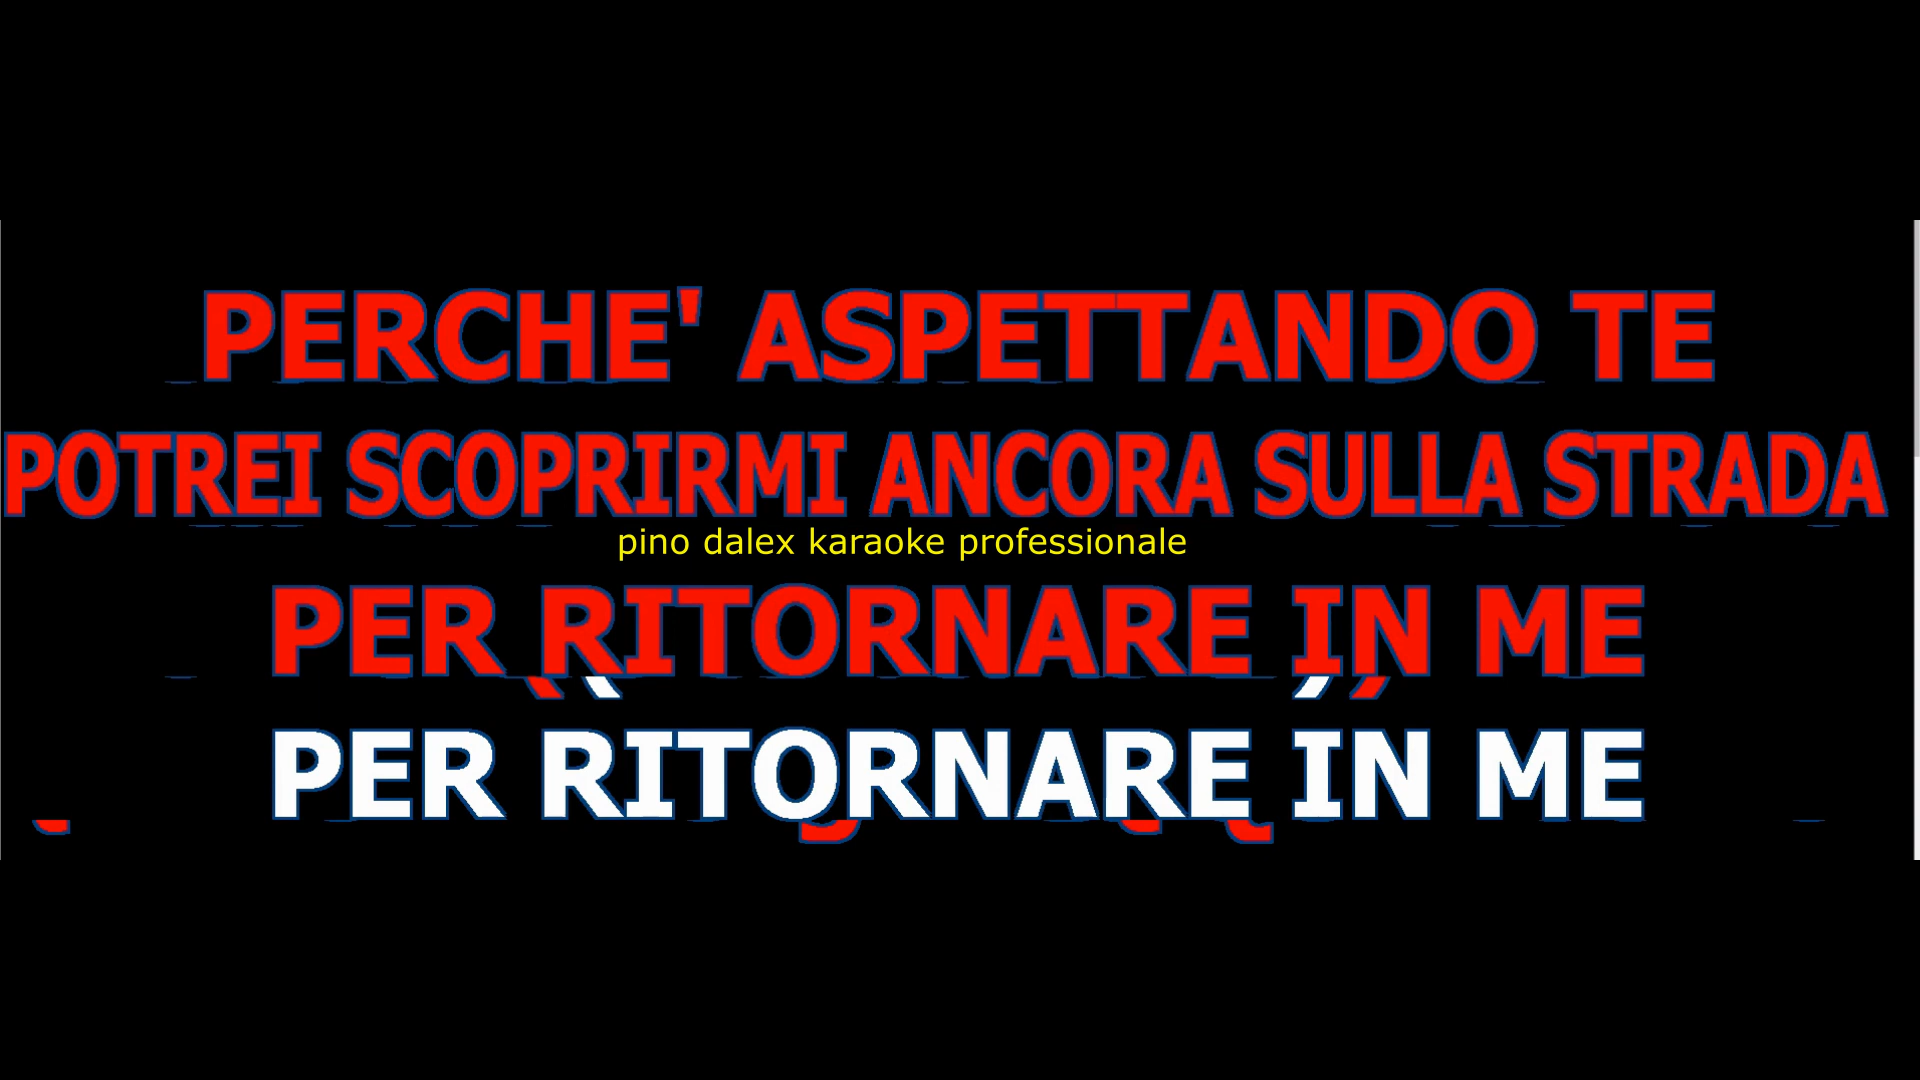 PERCHE' ASPETTANDO TE
POTREI SCOPRIRMI ANCORA SULLA STRADA
pino dalex karaoke professionale
PER RITORNARE IN ME
PER RITORNARE IN ME